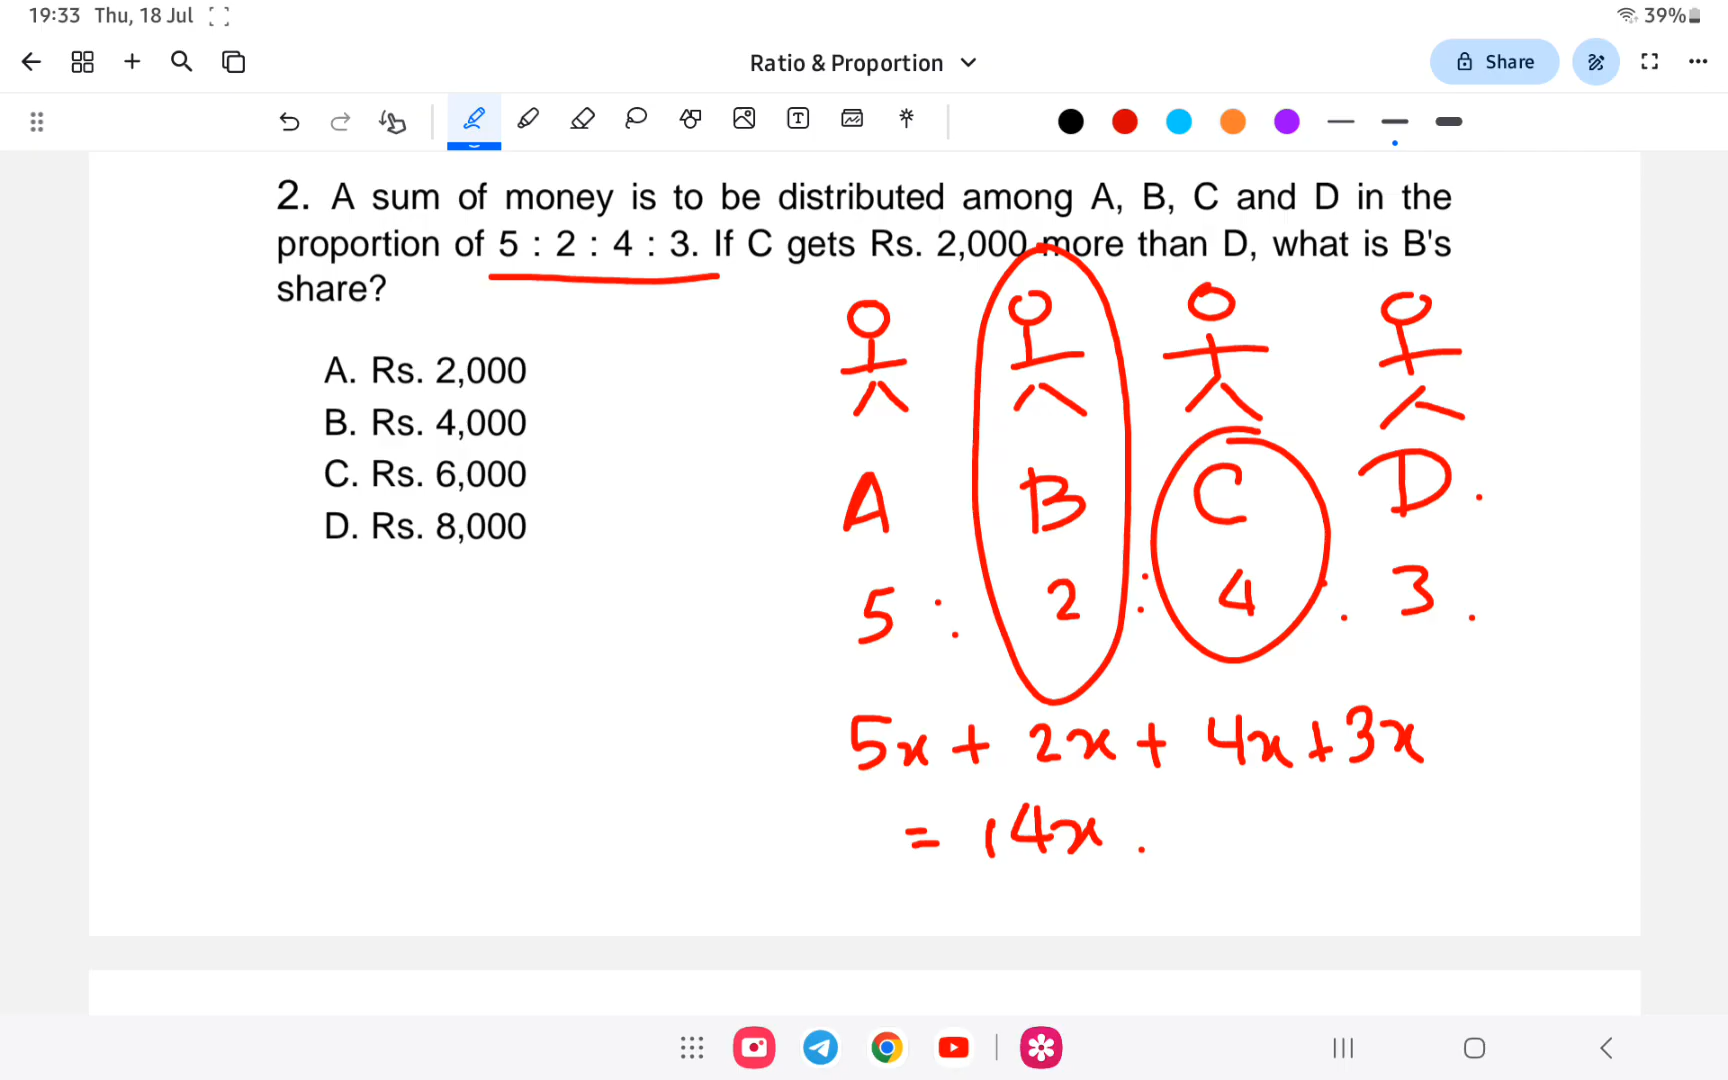 19:33 Thu, 18 Jul 39%
Ratio & Proportion
Share
2. A sum of money is to be distributed among A, B, C and D in the
proportion of 5 : 2 : 4 : 3. If C gets Rs. 2,000 more than D, what is B's
share?
A. Rs. 2,000
B. Rs. 4,000
C. Rs. 6,000
D. Rs. 8,000
A B C D.
5 : 2 : 4 . 3 .
5x + 2x + 4x + 3x
= 14x .